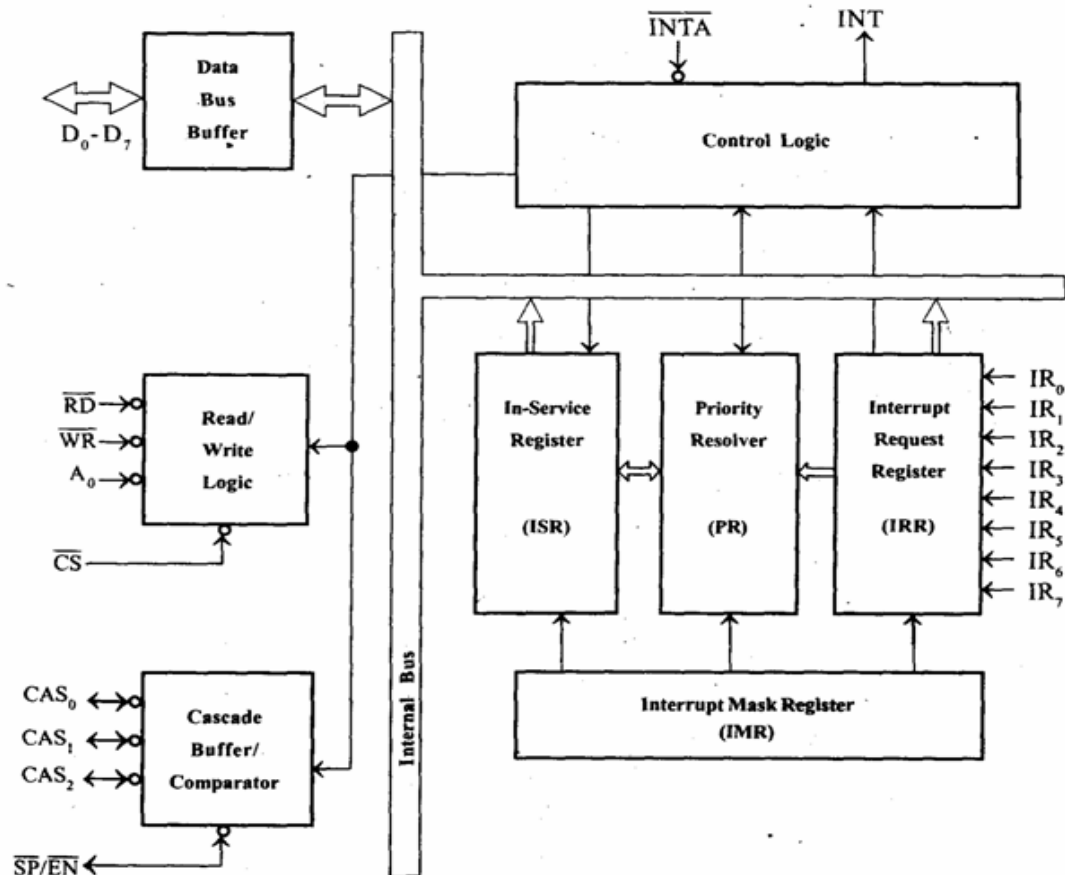 INTA
INT
Data
Bus
Buffer
D0-D7
Control Logic
RD
WR
A0
CS
Read/
Write
Logic
In-Service
Register
(ISR)
Priority
Resolver
(PR)
Interrupt
Request
Register
(IRR)
IR0
IR1
IR2
IR3
IR4
IR5
IR6
IR7
CAS0
CAS1
CAS2
Cascade
Buffer/
Comparator
SP/EN
Internal Bus
Interrupt Mask Register
(IMR)